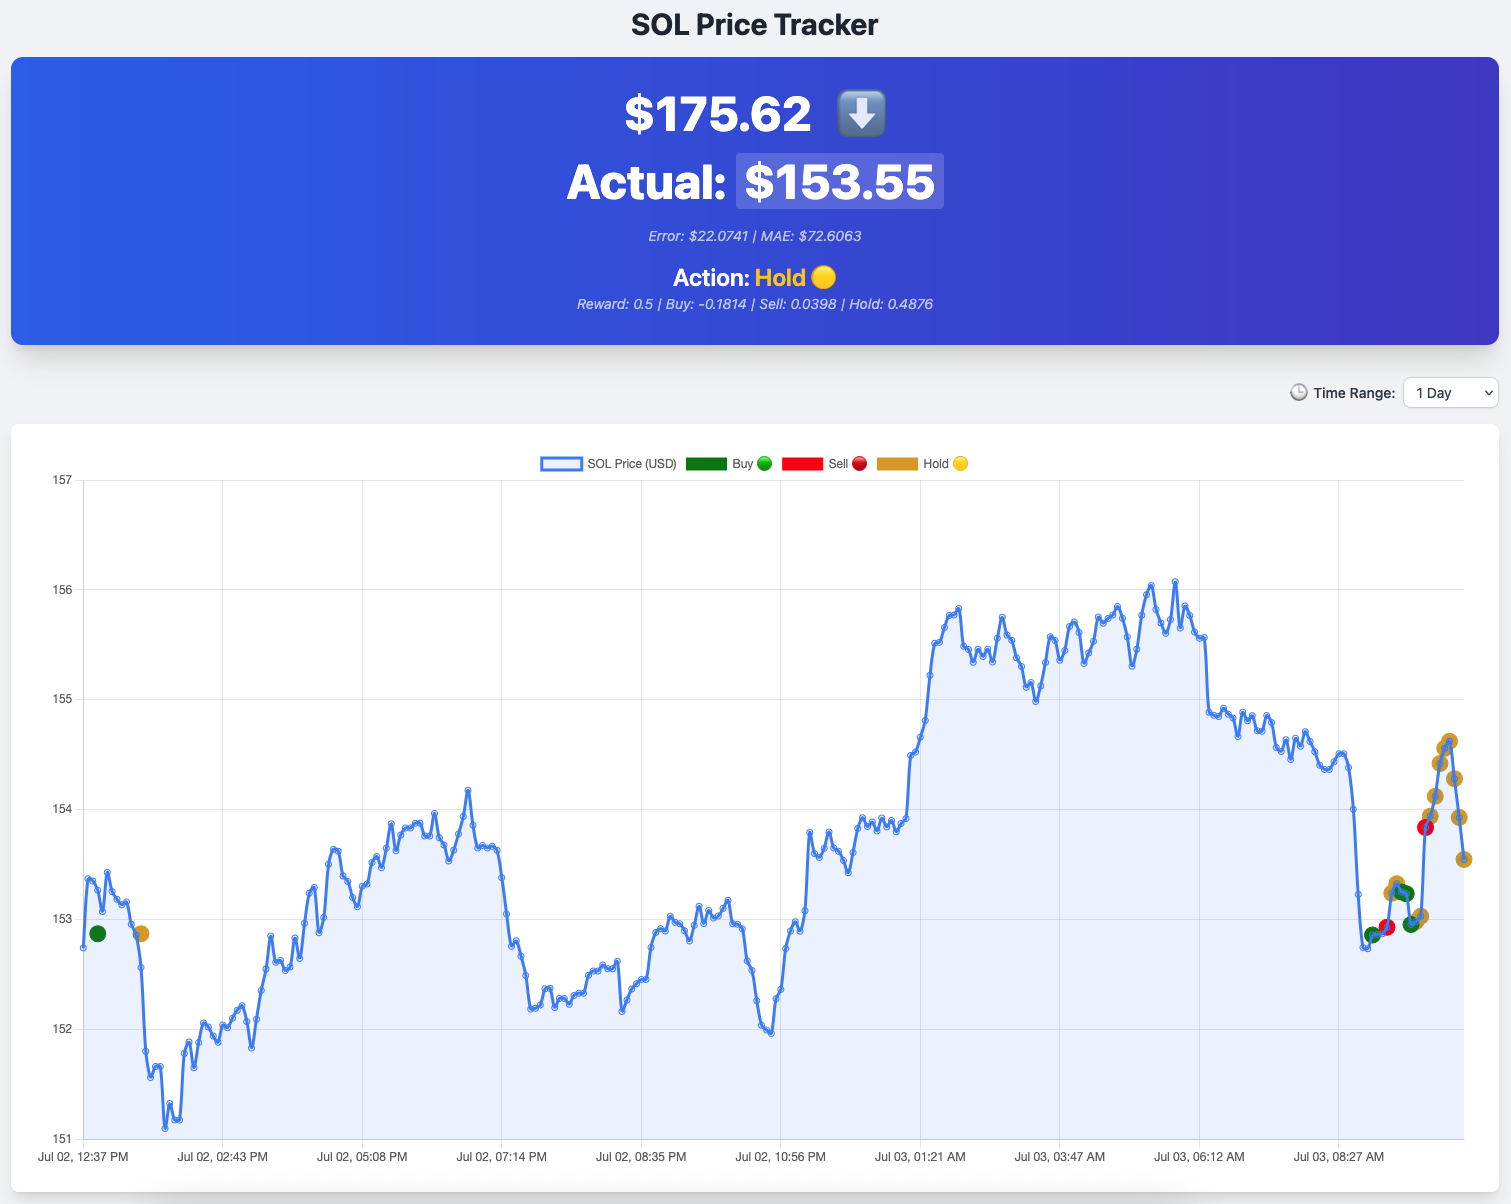 SOL Price Tracker
$175.62 ⬇️
Actual: $153.55
Error: $22.0741 | MAE: $72.6063
Action: Hold 🟡
Reward: 0.5 | Buy: -0.1814 | Sell: 0.0398 | Hold: 0.4876
🕒 Time Range: 1 Day
SOL Price (USD) Buy 🟢 Sell 🔴 Hold 🟡
157
156
155
154
153
152
151
Jul 02, 12:37 PM Jul 02, 02:43 PM Jul 02, 05:08 PM Jul 02, 07:14 PM Jul 02, 08:35 PM Jul 02, 10:56 PM Jul 03, 01:21 AM Jul 03, 03:47 AM Jul 03, 06:12 AM Jul 03, 08:27 AM